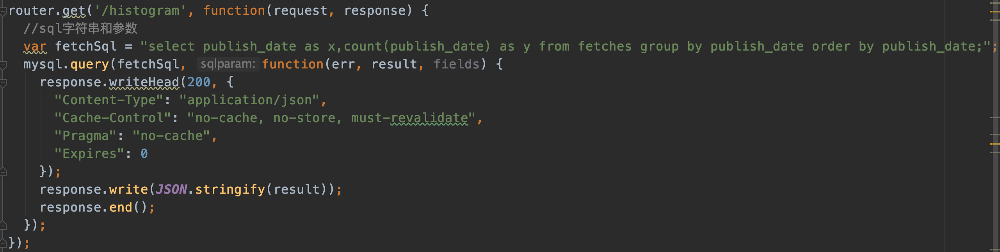 router.get('/histogram', function(request, response) {
  //sql字符串和参数
  var fetchSql = "select publish_date as x,count(publish_date) as y from fetches group by publish_date order by publish_date;";
  mysql.query(fetchSql, sqlparam: function(err, result, fields) {
    response.writeHead(200, {
      "Content-Type": "application/json",
      "Cache-Control": "no-cache, no-store, must-revalidate",
      "Pragma": "no-cache",
      "Expires": 0
    });
    response.write(JSON.stringify(result));
    response.end();
  });
});